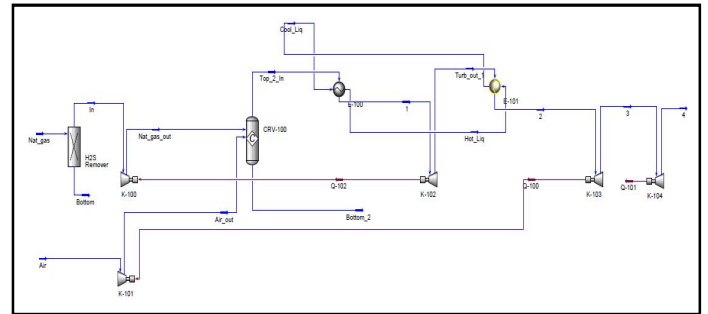 Cool_Liq
In
Top_2_In
Turb_out_1
E-100
E-101
1
Nat_gas_out
CRV-100
2
3
4
Nat_gas
H2S
Remover
Hot_Liq
K-100
Q-102
K-102
Q-100
K-103
Q-101
K-104
Bottom
Air_out
Bottom_2
Air
K-101